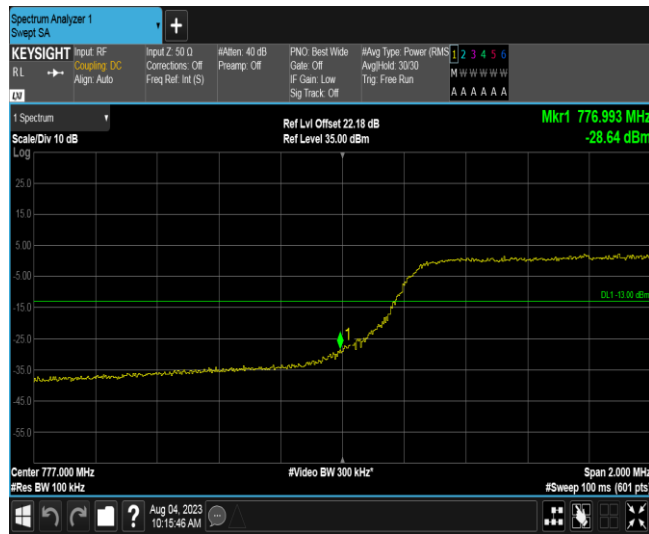 Spectrum Analyzer 1
Swept SA
+
KEYSIGHT Input: RF Input Z: 50 Ω #Atten: 40 dB PNO: Best Wide #Avg Type: Power (RMS 1 2 3 4 5 6
RL Coupling: DC Corrections: Off Preamp: Off Gate: Off Avg|Hold: 30/30 M W W W W W
Align: Auto Freq Ref: Int (S) IF Gain: Low Trig: Free Run
LXI Sig Track: Off A A A A A A
1 Spectrum Ref Lvl Offset 22.18 dB Mkr1 776.993 MHz
Scale/Div 10 dB Ref Level 35.00 dBm -28.64 dBm
Log
25.0
15.0
5.00
-5.00
DL1 -13.00 dBm
-15.0
-25.0
1
-35.0
-45.0
-55.0
Center 777.000 MHz #Video BW 300 kHz* Span 2.000 MHz
#Res BW 100 kHz #Sweep 100 ms (601 pts
? Aug 04, 2023
10:15:46 AM